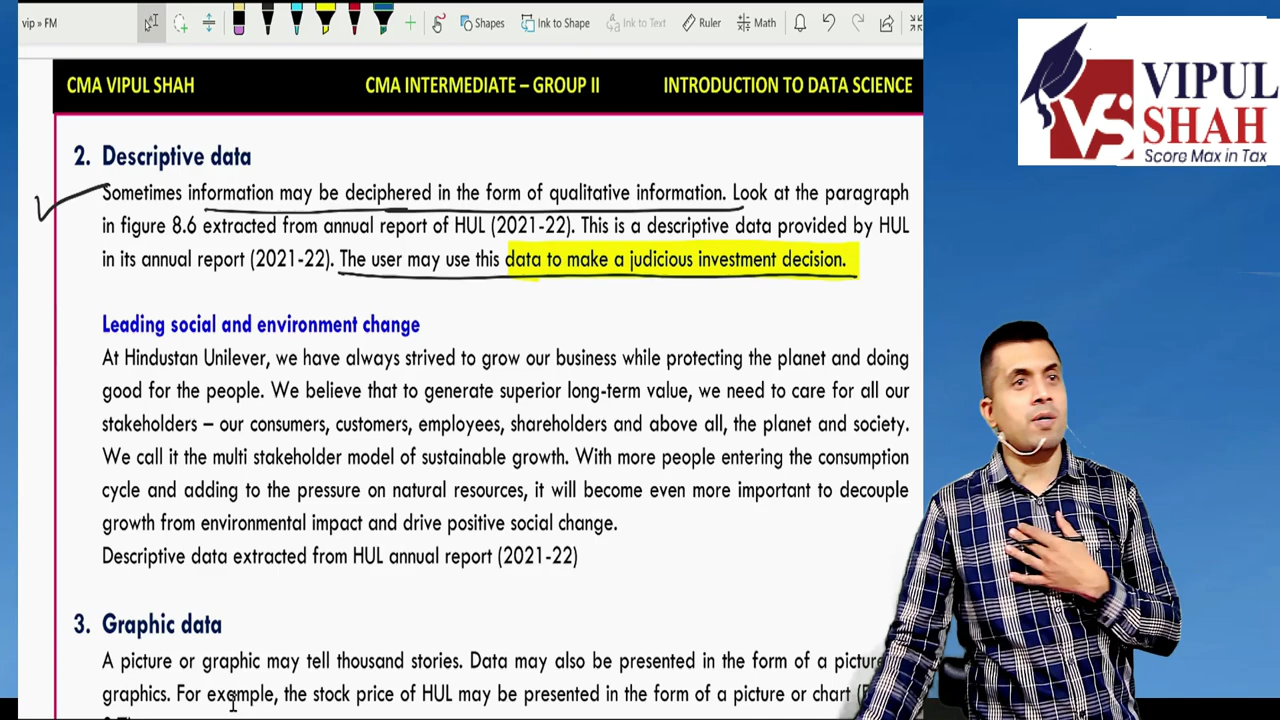 vip » FM
Shapes
Ink to Shape
Ink to Text
Ruler
Math
CMA VIPUL SHAH CMA INTERMEDIATE – GROUP II INTRODUCTION TO DATA SCIENCE
VIPUL
SHAH
VS
Score Max in Tax
2. Descriptive data
Sometimes information may be deciphered in the form of qualitative information. Look at the paragraph
in figure 8.6 extracted from annual report of HUL (2021-22). This is a descriptive data provided by HUL
in its annual report (2021-22). The user may use this data to make a judicious investment decision.
Leading social and environment change
At Hindustan Unilever, we have always strived to grow our business while protecting the planet and doing
good for the people. We believe that to generate superior long-term value, we need to care for all our
stakeholders – our consumers, customers, employees, shareholders and above all, the planet and society.
We call it the multi stakeholder model of sustainable growth. With more people entering the consumption
cycle and adding to the pressure on natural resources, it will become even more important to decouple
growth from environmental impact and drive positive social change.
Descriptive data extracted from HUL annual report (2021-22)
3. Graphic data
A picture or graphic may tell thousand stories. Data may also be presented in the form of a picture
graphics. For example, the stock price of HUL may be presented in the form of a picture or chart